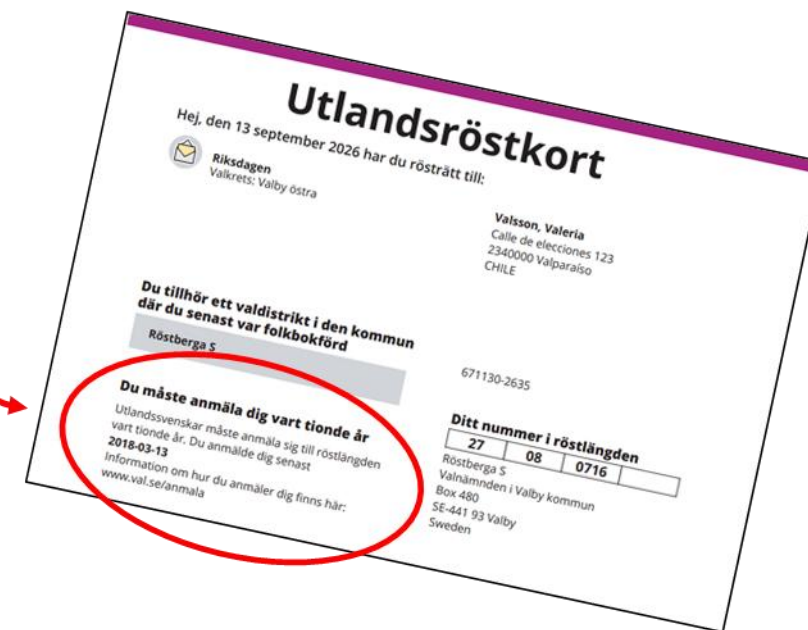 Utlandsröstkort
Hej, den 13 september 2026 har du rösträtt till:
Riksdagen
Valkrets: Valby östra
Valsson, Valeria
Calle de elecciones 123
2340000 Valparaíso
CHILE
Du tillhör ett valdistrikt i den kommun
där du senast var folkbokförd
Röstberga S
671130-2635
Du måste anmäla dig vart tionde år
Utlandssvenskar måste anmäla sig till röstlängden
vart tionde år. Du anmälde dig senast
2018-03-13
Information om hur du anmäler dig finns här:
www.val.se/anmala
Ditt nummer i röstlängden
27 08 0716
Röstberga S
Valnämnden i Valby kommun
Box 480
SE-441 93 Valby
Sweden